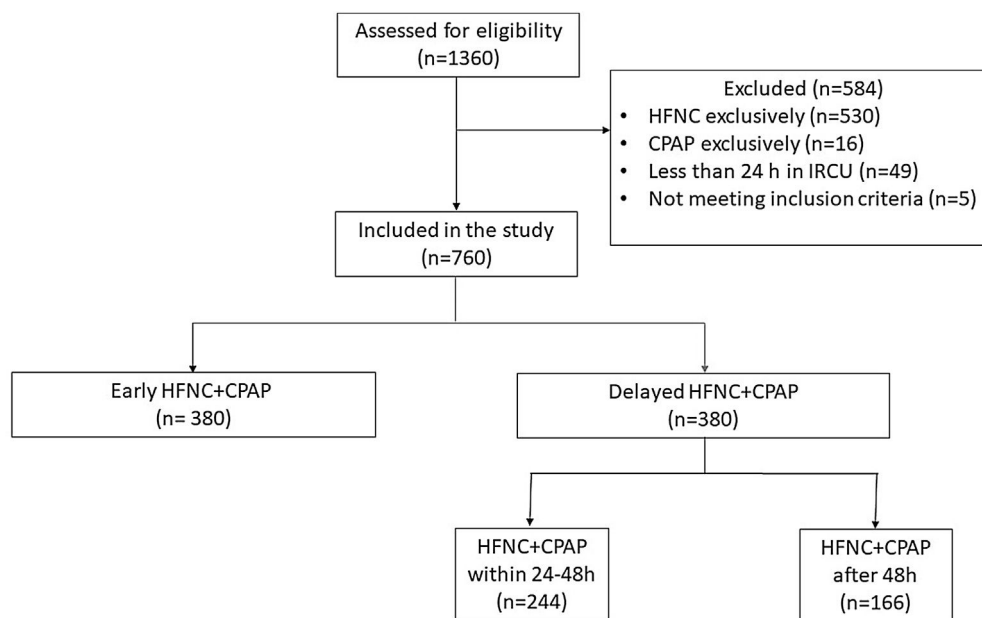 Assessed for eligibility
(n=1360)
Excluded (n=584)
• HFNC exclusively (n=530)
• CPAP exclusively (n=16)
• Less than 24 h in IRCU (n=49)
• Not meeting inclusion criteria (n=5)
Included in the study
(n=760)
Early HFNC+CPAP
(n= 380)
Delayed HFNC+CPAP
(n=380)
HFNC+CPAP
within 24-48h
(n=244)
HFNC+CPAP
after 48h
(n=166)